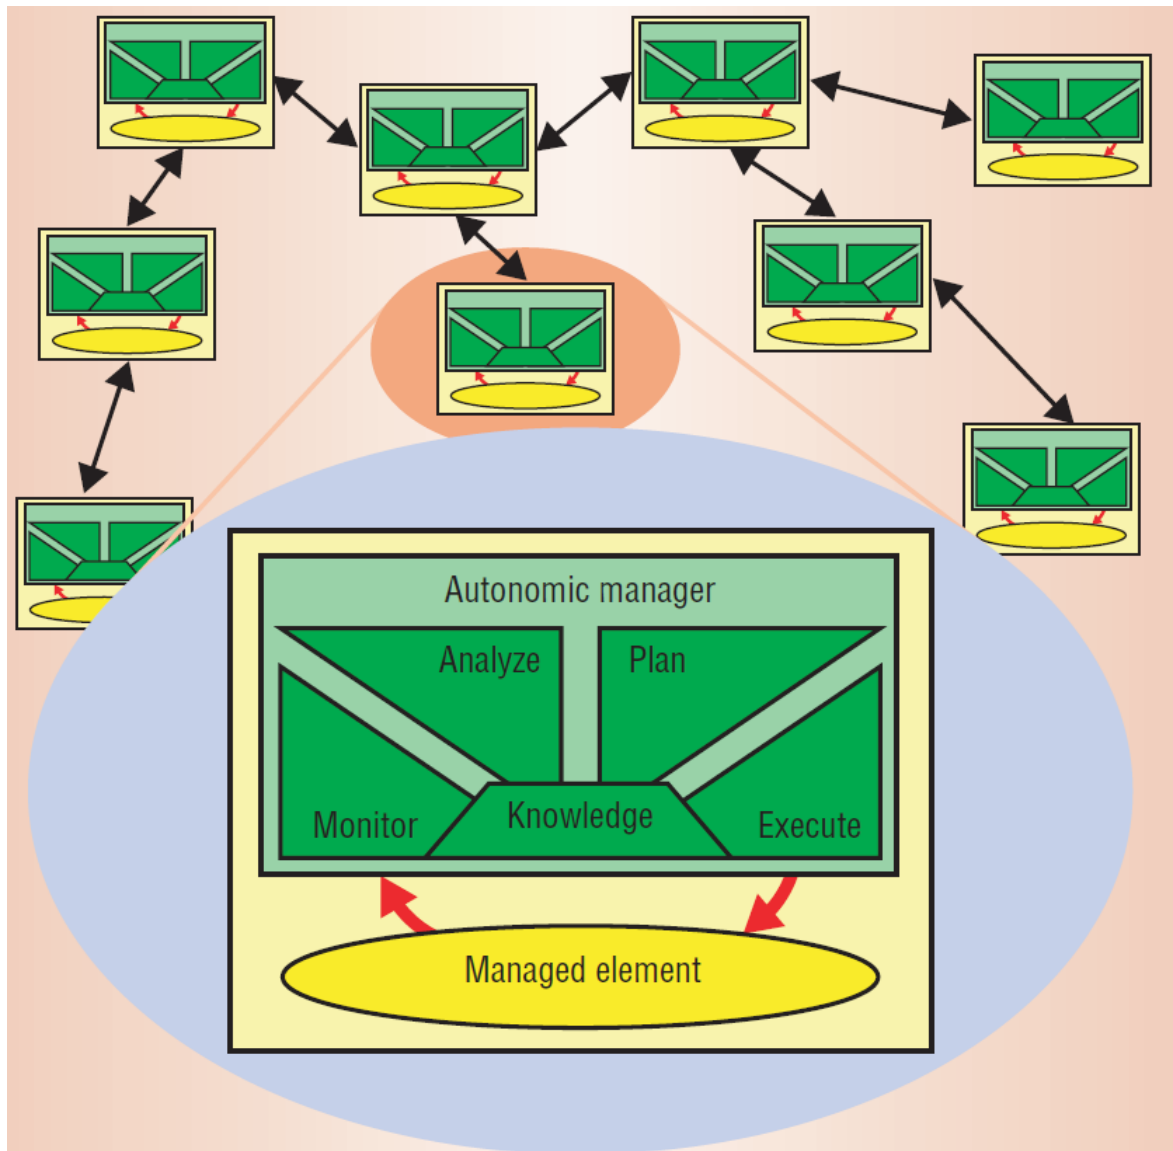 Autonomic manager
Analyze
Plan
Monitor
Knowledge
Execute
Managed element